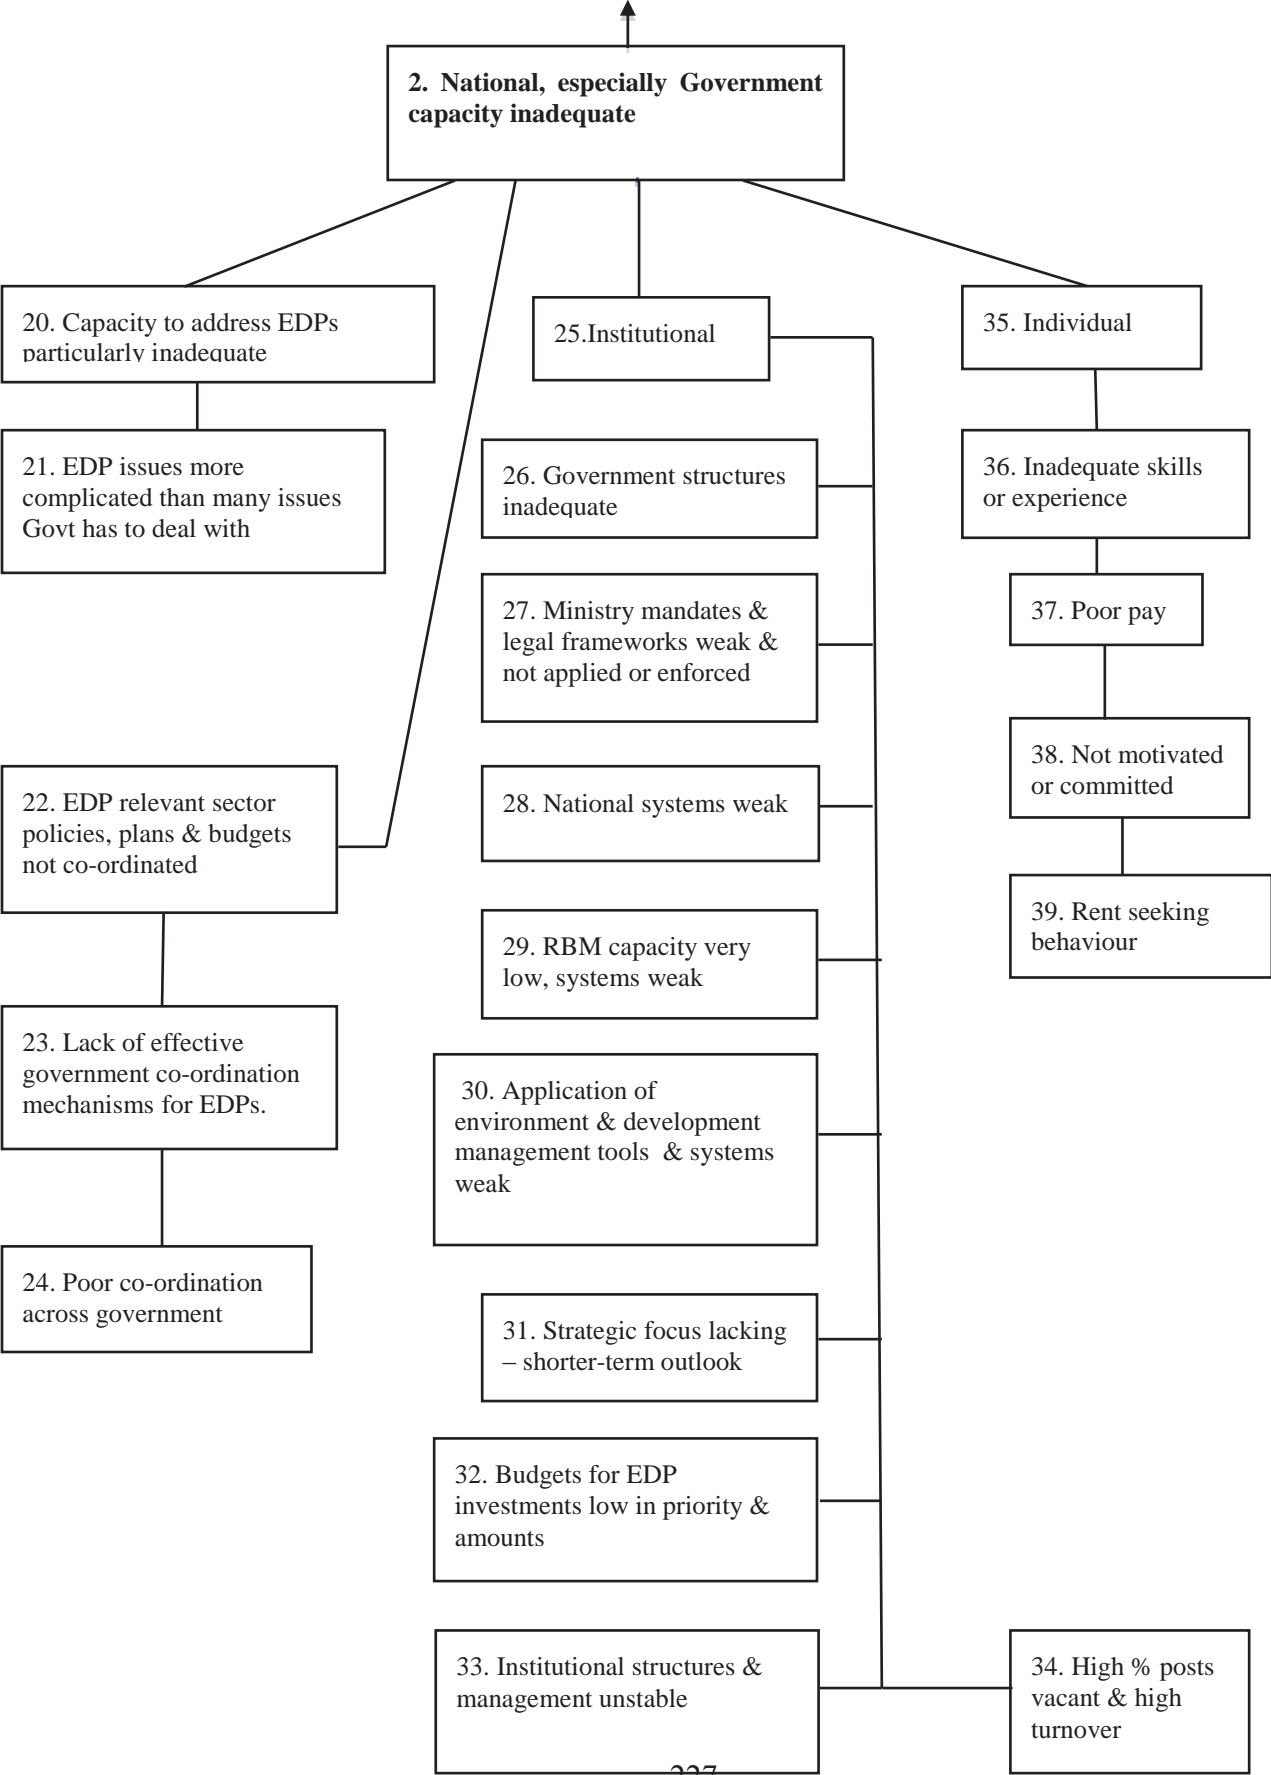 2. National, especially Government
capacity inadequate
20. Capacity to address EDPs
particularly inadequate
21. EDP issues more
complicated than many issues
Govt has to deal with
22. EDP relevant sector
policies, plans & budgets
not co-ordinated
23. Lack of effective
government co-ordination
mechanisms for EDPs.
24. Poor co-ordination
across government
25.Institutional
26. Government structures
inadequate
27. Ministry mandates &
legal frameworks weak &
not applied or enforced
28. National systems weak
29. RBM capacity very
low, systems weak
30. Application of
environment & development
management tools & systems
weak
31. Strategic focus lacking
– shorter-term outlook
32. Budgets for EDP
investments low in priority &
amounts
33. Institutional structures &
management unstable
34. High % posts
vacant & high
turnover
35. Individual
36. Inadequate skills
or experience
37. Poor pay
38. Not motivated
or committed
39. Rent seeking
behaviour